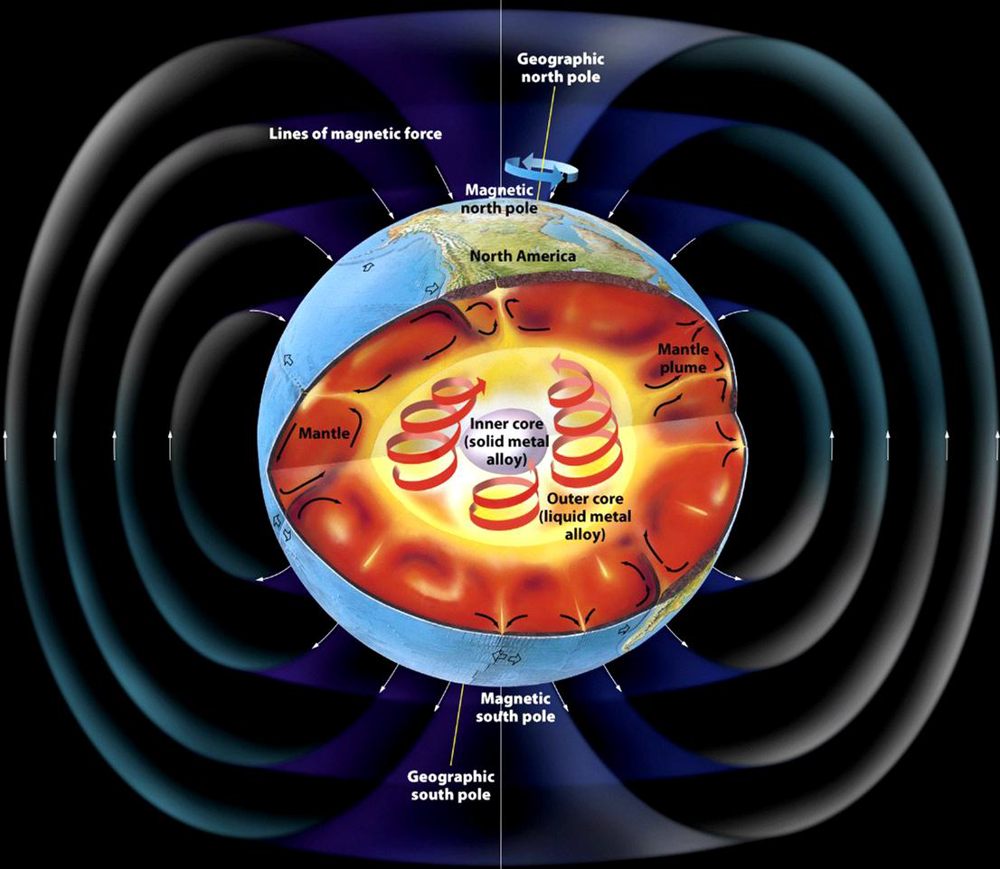 Geographic
north pole
Lines of magnetic force
Magnetic
north pole
North America
Mantle
plume
Mantle
Inner core
(solid metal
alloy)
Outer core
(liquid metal
alloy)
Magnetic
south pole
Geographic
south pole